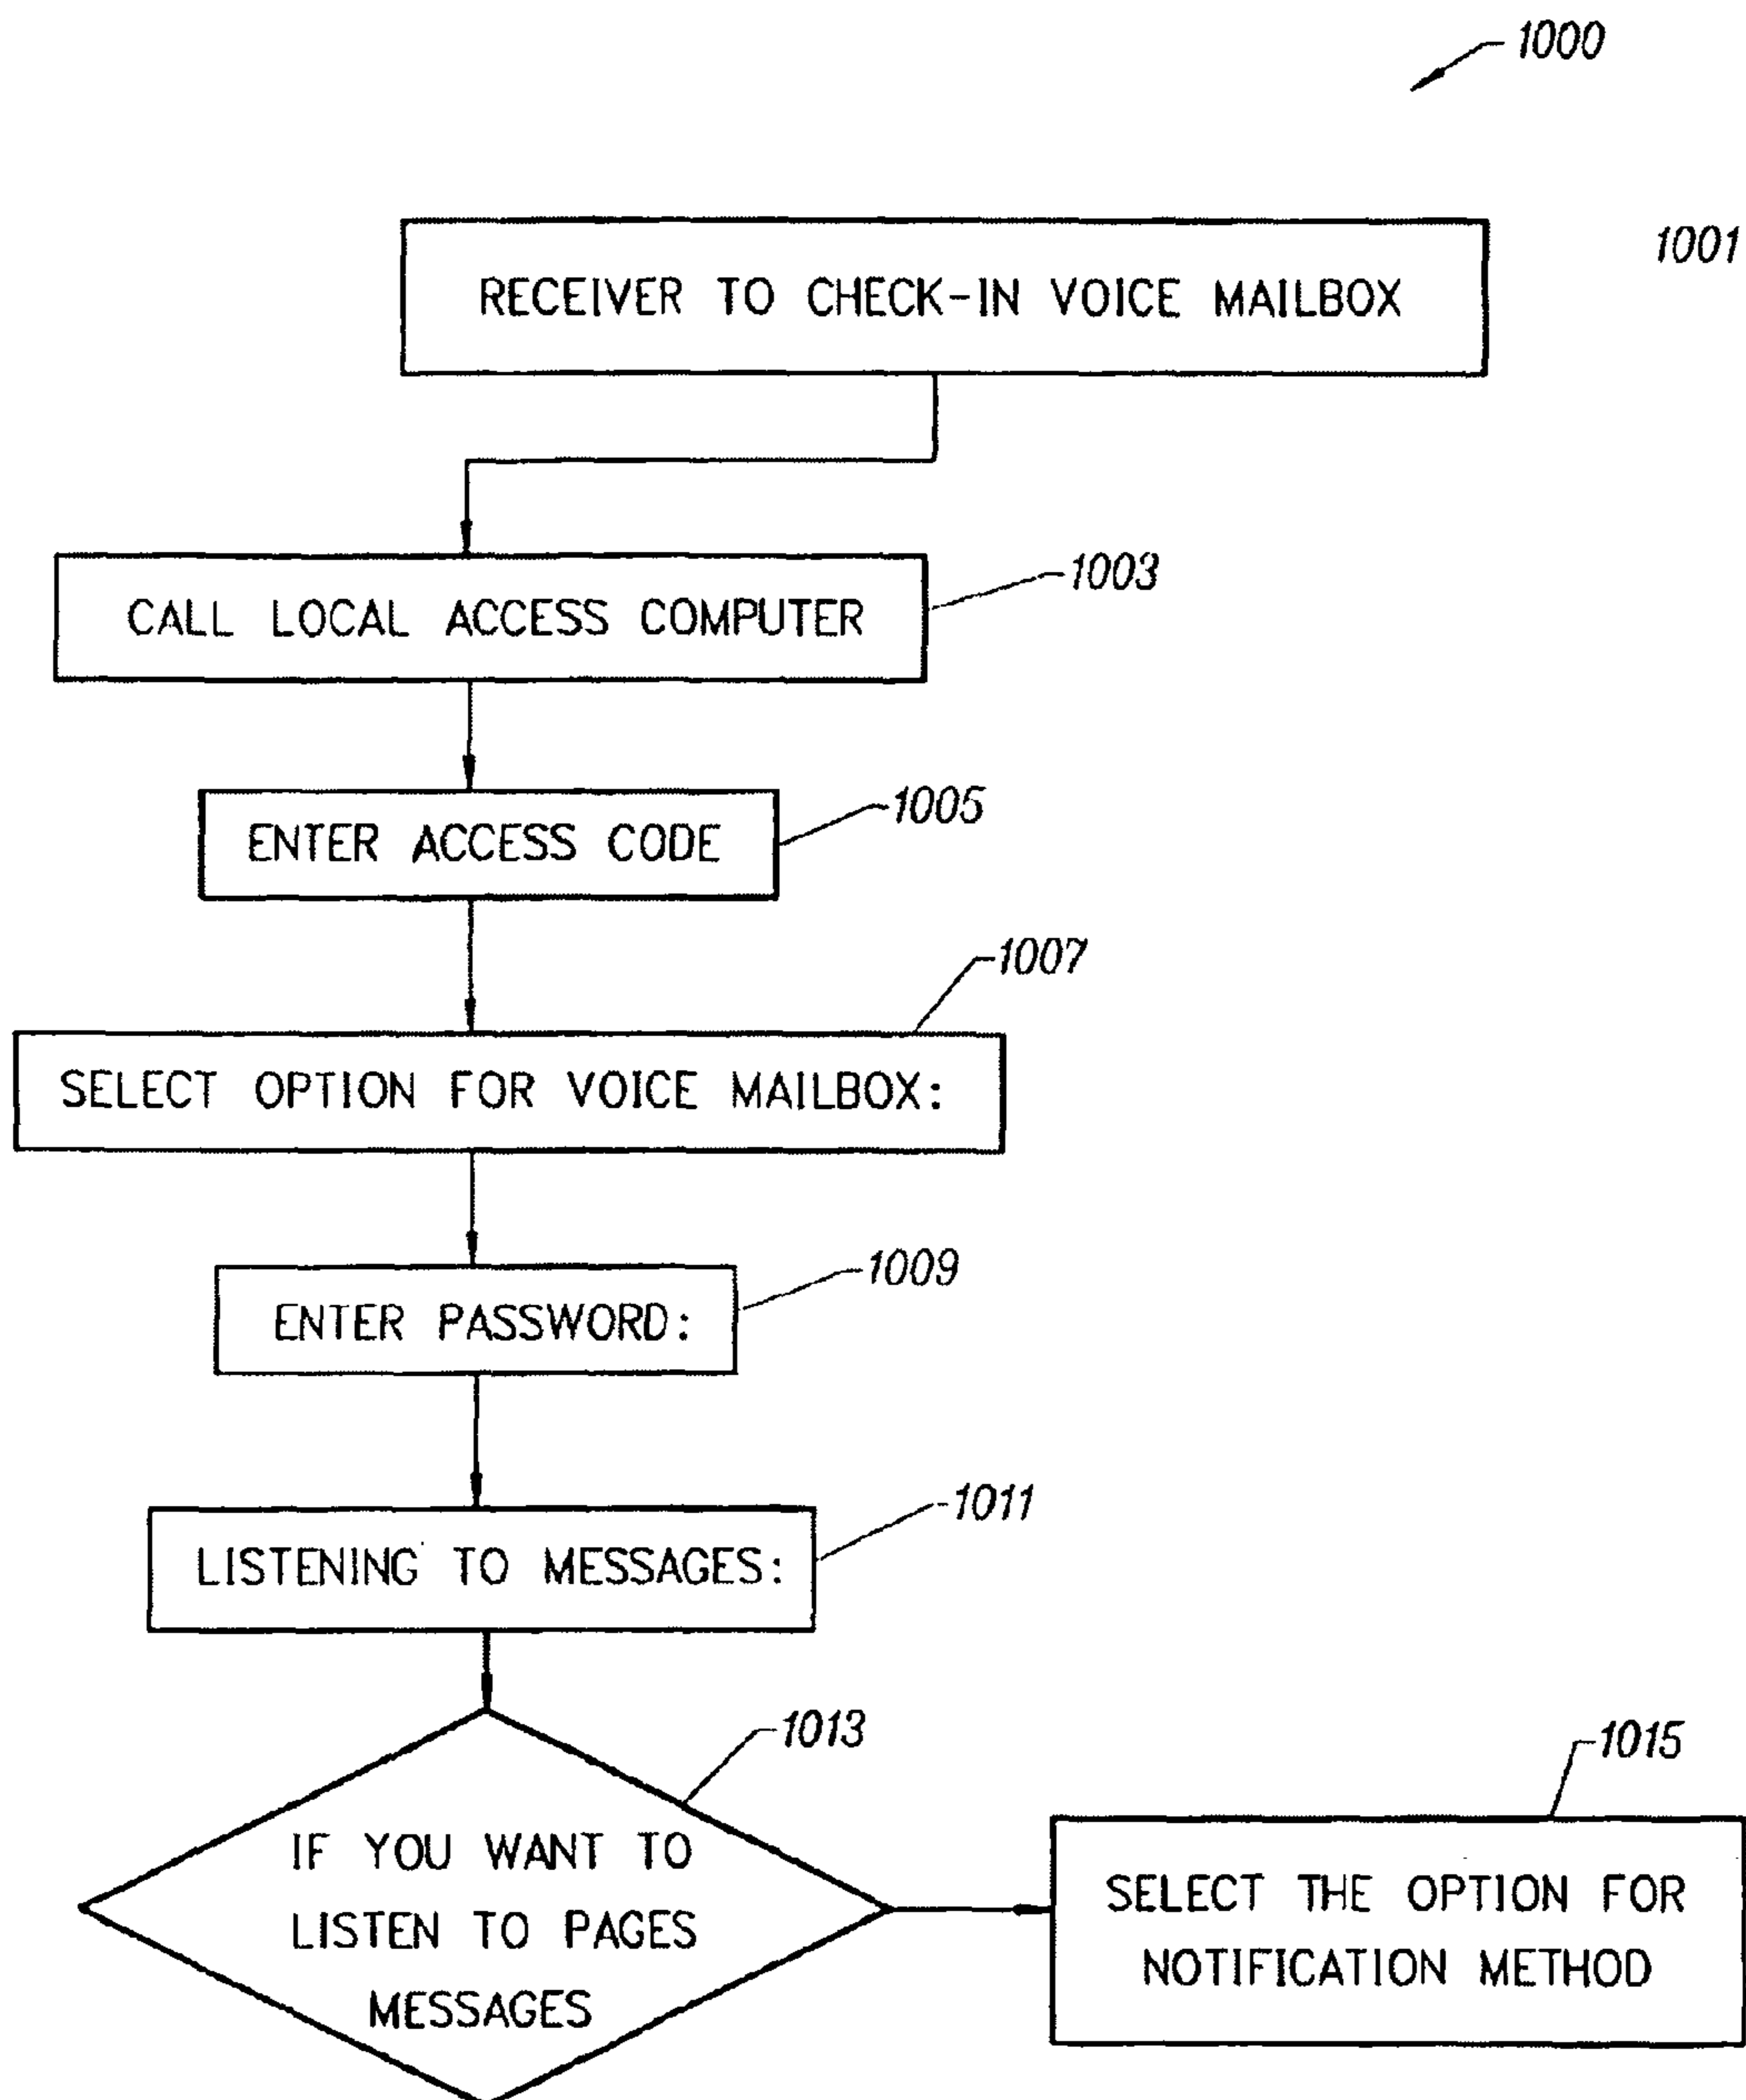 1000
RECEIVER TO CHECK-IN VOICE MAILBOX
1001
CALL LOCAL ACCESS COMPUTER
1003
ENTER ACCESS CODE
1005
1007
SELECT OPTION FOR VOICE MAILBOX:
1009
ENTER PASSWORD:
1011
LISTENING TO MESSAGES:
1013
IF YOU WANT TO
LISTEN TO PAGES
MESSAGES
1015
SELECT THE OPTION FOR
NOTIFICATION METHOD